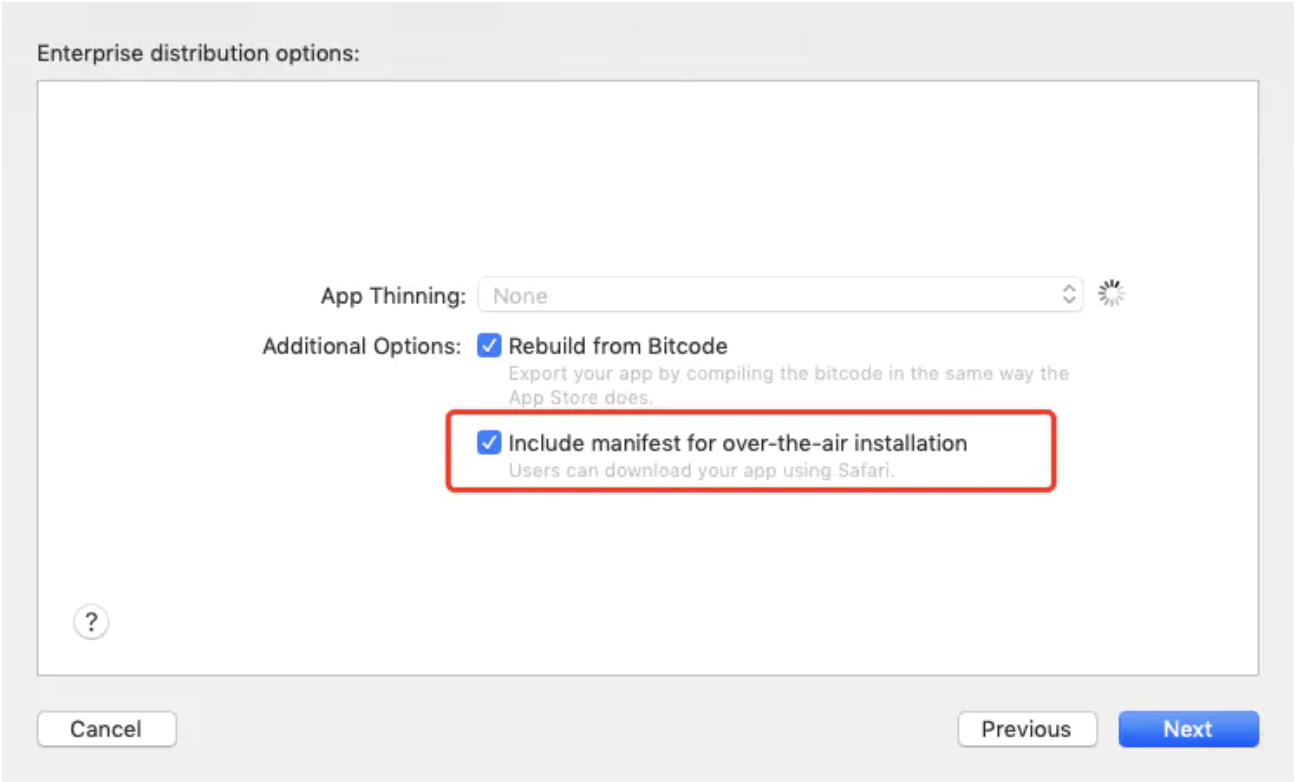 Enterprise distribution options:
App Thinning: None
Additional Options: Rebuild from Bitcode
Export your app by compiling the bitcode in the same way the
App Store does.
Include manifest for over-the-air installation
Users can download your app using Safari.
?
Cancel Previous Next